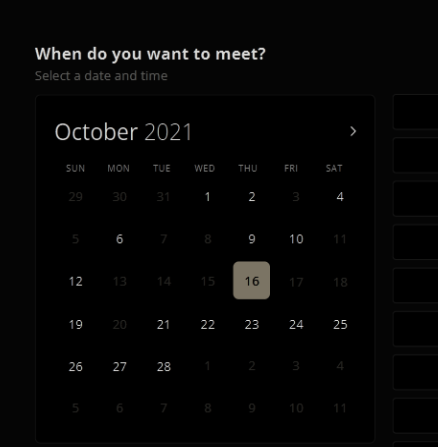 When do you want to meet?
Select a date and time
October 2021 >
SUN MON TUE WED THU FRI SAT
29 30 31 1 2 3 4
5 6 7 8 9 10 11
12 13 14 15 16 17 18
19 20 21 22 23 24 25
26 27 28 1 2 3 4
5 6 7 8 9 10 11